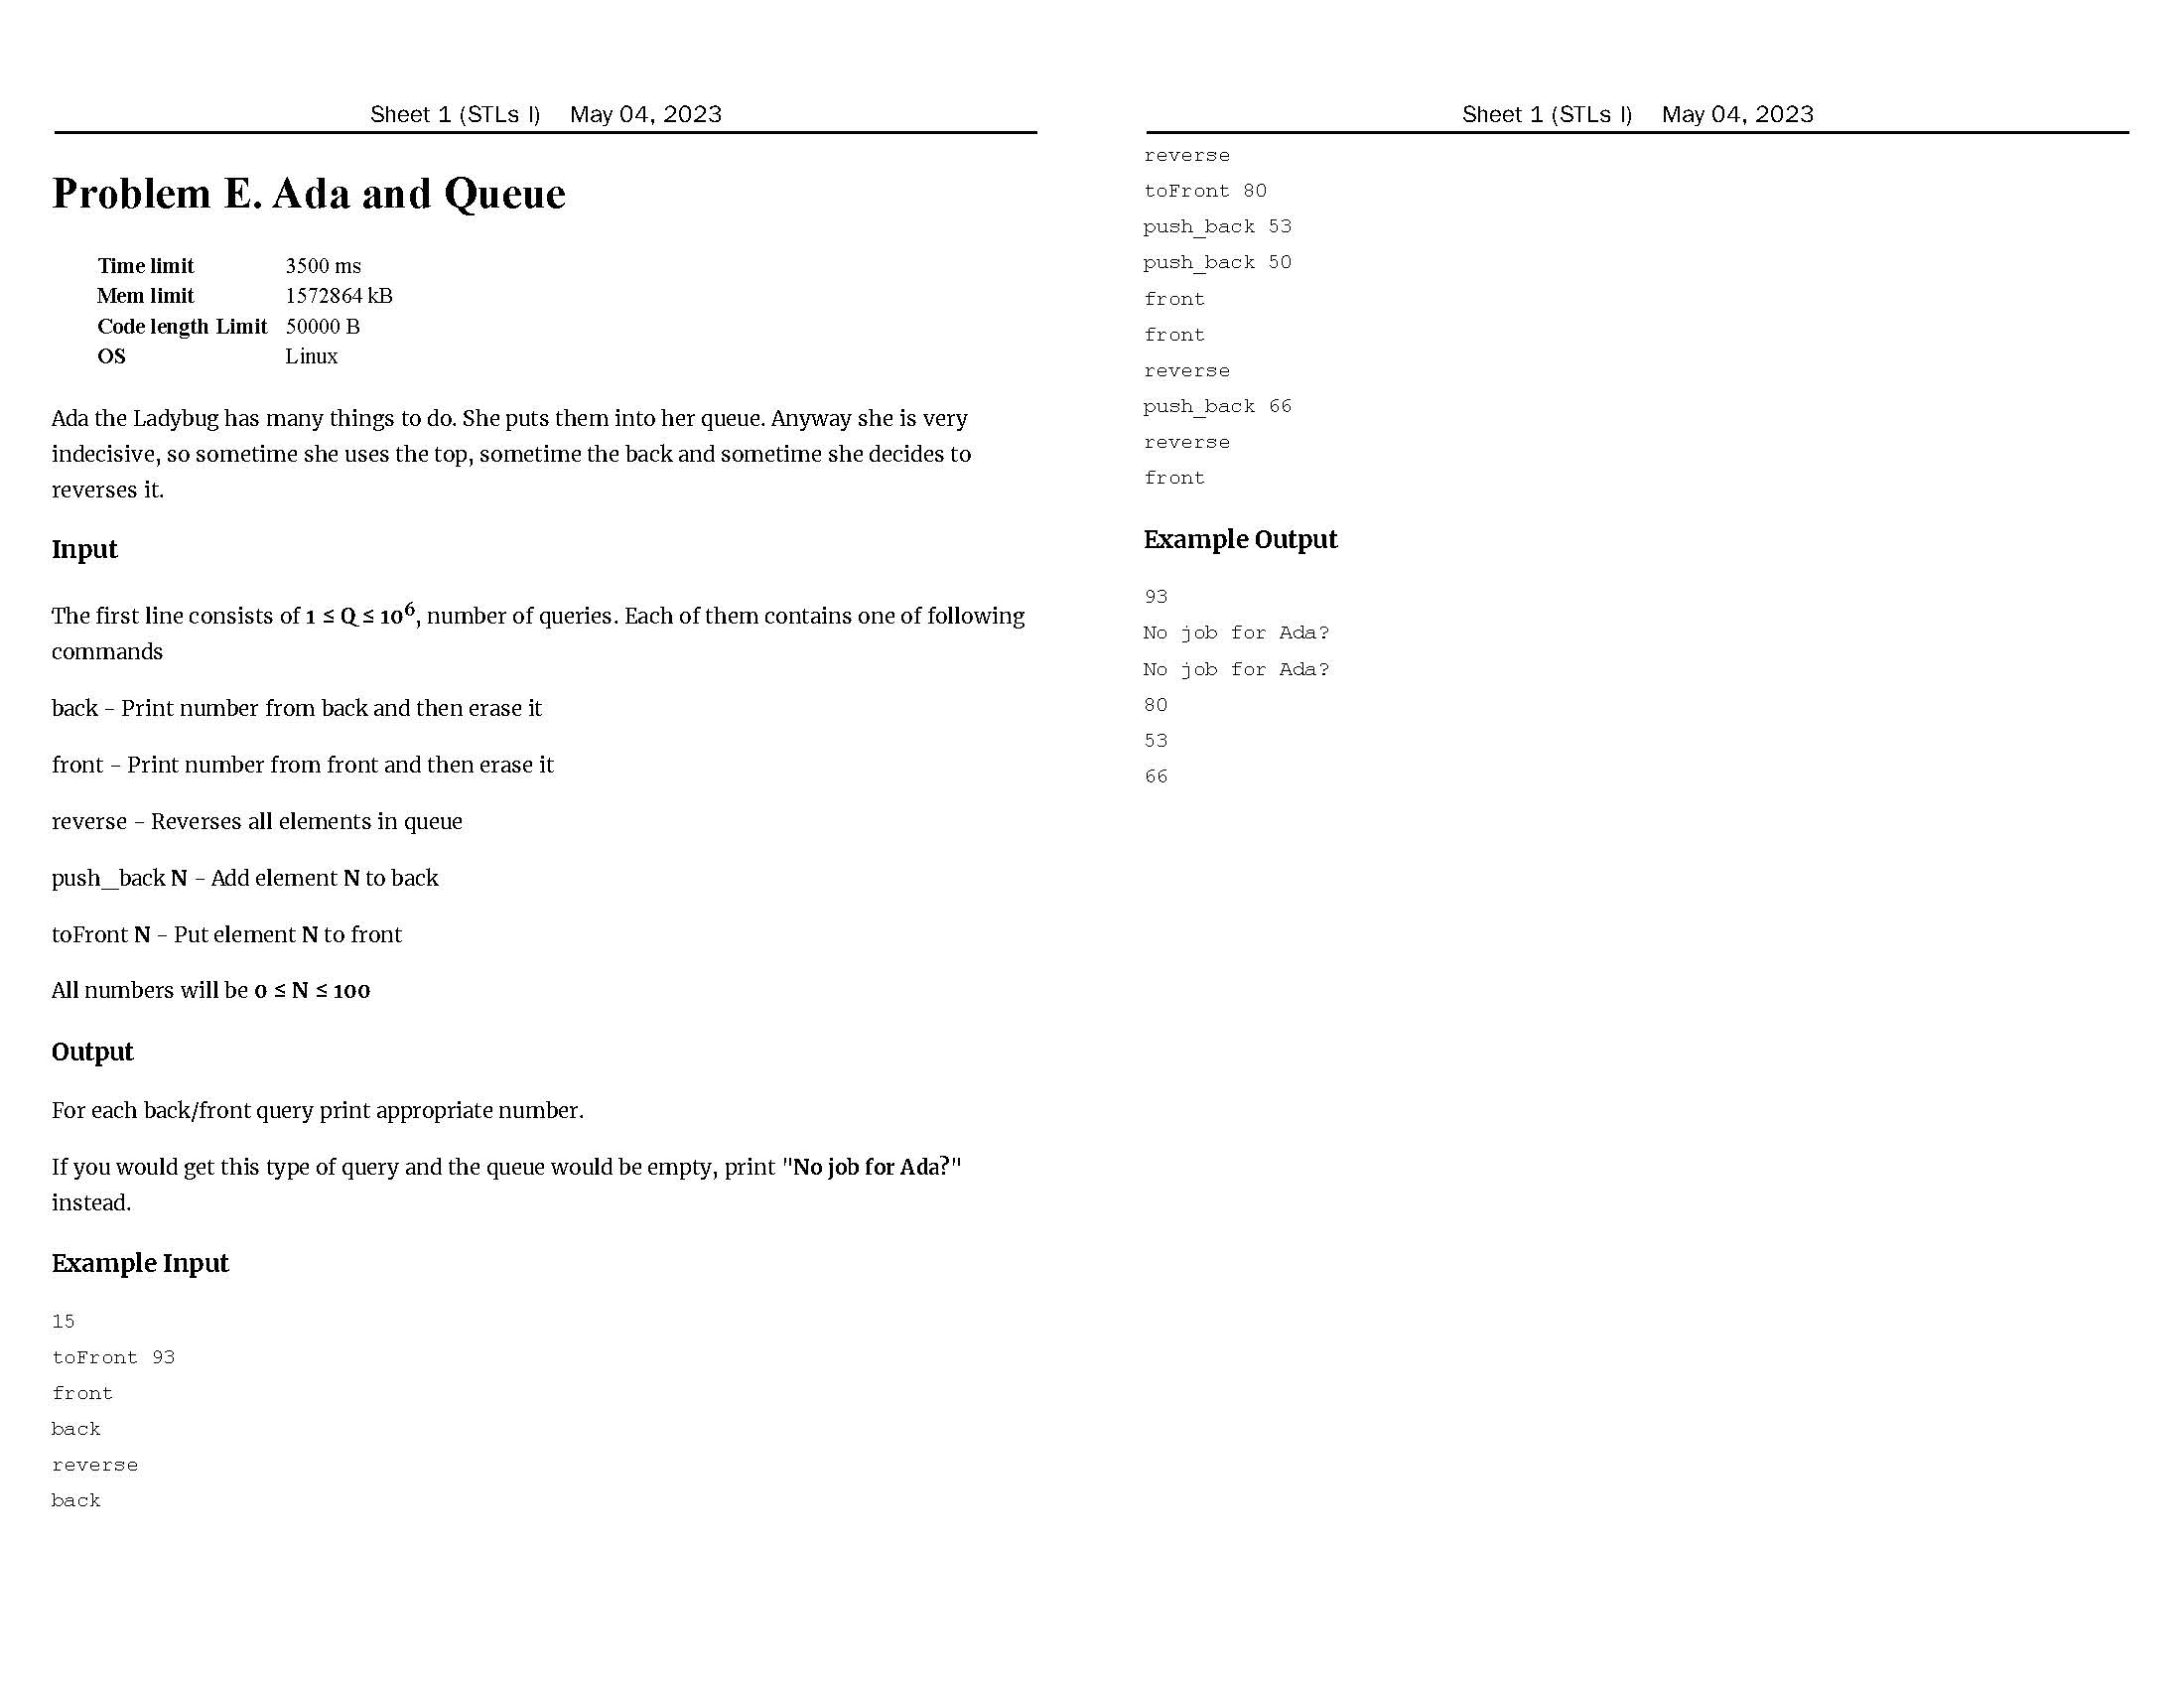 Sheet 1 (STLs I) May 04, 2023
Problem E. Ada and Queue
Time limit 3500 ms
Mem limit 1572864 kB
Code length Limit 50000 B
OS Linux
Ada the Ladybug has many things to do. She puts them into her queue. Anyway she is very
indecisive, so sometime she uses the top, sometime the back and sometime she decides to
reverses it.
Input
The first line consists of 1 ≤ Q ≤ 10⁶, number of queries. Each of them contains one of following
commands
back - Print number from back and then erase it
front - Print number from front and then erase it
reverse - Reverses all elements in queue
push_back N - Add element N to back
toFront N - Put element N to front
All numbers will be 0 ≤ N ≤ 100
Output
For each back/front query print appropriate number.
If you would get this type of query and the queue would be empty, print "No job for Ada?"
instead.
Example Input
15
toFront 93
front
back
reverse
back
Sheet 1 (STLs I) May 04, 2023
reverse
toFront 80
push_back 53
push_back 50
front
front
reverse
push_back 66
reverse
front
Example Output
93
No job for Ada?
No job for Ada?
80
53
66